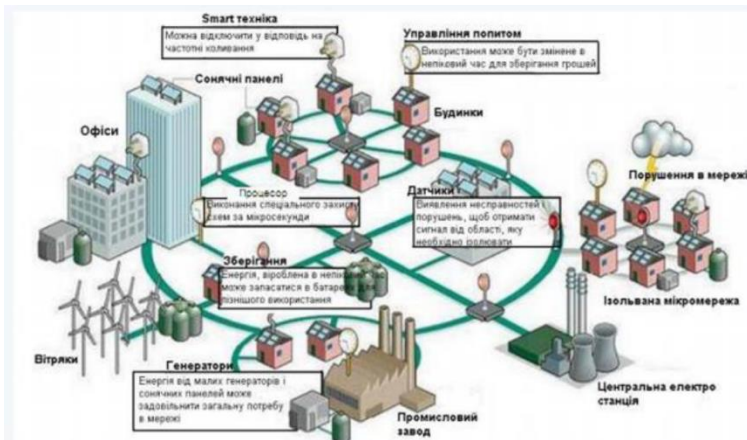 Smart техніка
Можна відключити у відповідь на
частотні коливання
Управління попитом
Використання може бути змінене в
непіковий час для зберігання грошей
Сонячні панелі
Будинки
Офіси
Порушення в мережі
Процесор
Виконання спеціального захисту
схем за мікросекунди
Датчики
Виявлення несправностей і
порушень, щоб отримати
сигнал від області, яку
необхідно ізолювати
Зберігання
Енергія, вироблена в непіковий час
може запасатися в батареях для
пізнішого використання
Ізольвана мікромережа
Вітряки
Генератори
Енергія від малих генераторів і
сонячних панелей може
задовільнити загальну потребу
в мережі
Промисловий
завод
Центральна електро
станція